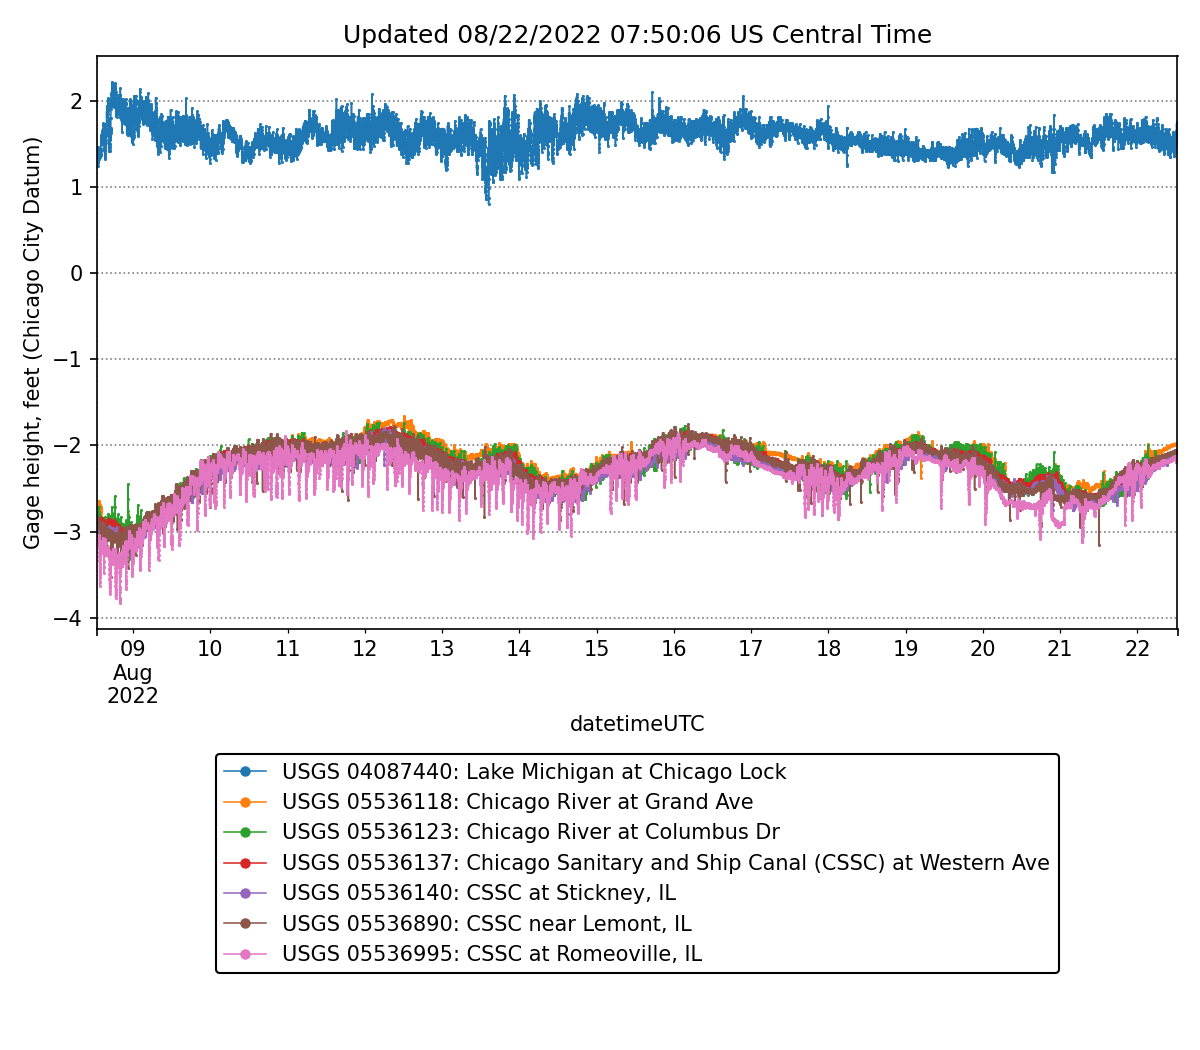 Updated 08/22/2022 07:50:06 US Central Time
Gage height, feet (Chicago City Datum)
2
1
0
−1
−2
−3
−4
09 10 11 12 13 14 15 16 17 18 19 20 21 22
Aug
2022
datetimeUTC
USGS 04087440: Lake Michigan at Chicago Lock
USGS 05536118: Chicago River at Grand Ave
USGS 05536123: Chicago River at Columbus Dr
USGS 05536137: Chicago Sanitary and Ship Canal (CSSC) at Western Ave
USGS 05536140: CSSC at Stickney, IL
USGS 05536890: CSSC near Lemont, IL
USGS 05536995: CSSC at Romeoville, IL